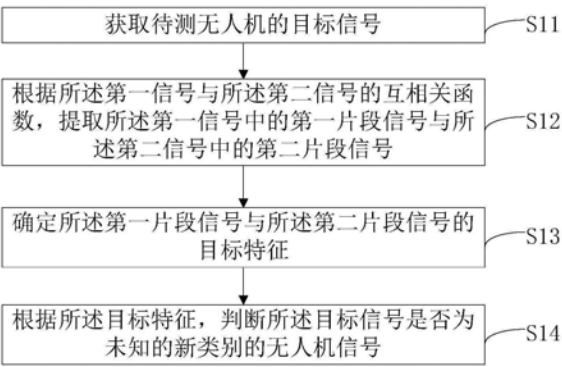 获取待测无人机的目标信号
S11
根据所述第一信号与所述第二信号的互相关函
数，提取所述第一信号中的第一片段信号与所
述第二信号中的第二片段信号
S12
确定所述第一片段信号与所述第二片段信号的
目标特征
S13
根据所述目标特征，判断所述目标信号是否为
未知的新类别的无人机信号
S14